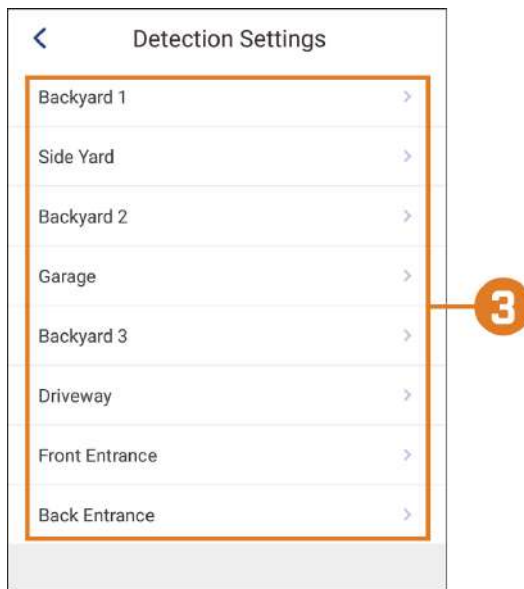 Detection Settings
Backyard 1
Side Yard
Backyard 2
Garage
Backyard 3
3
Driveway
Front Entrance
Back Entrance